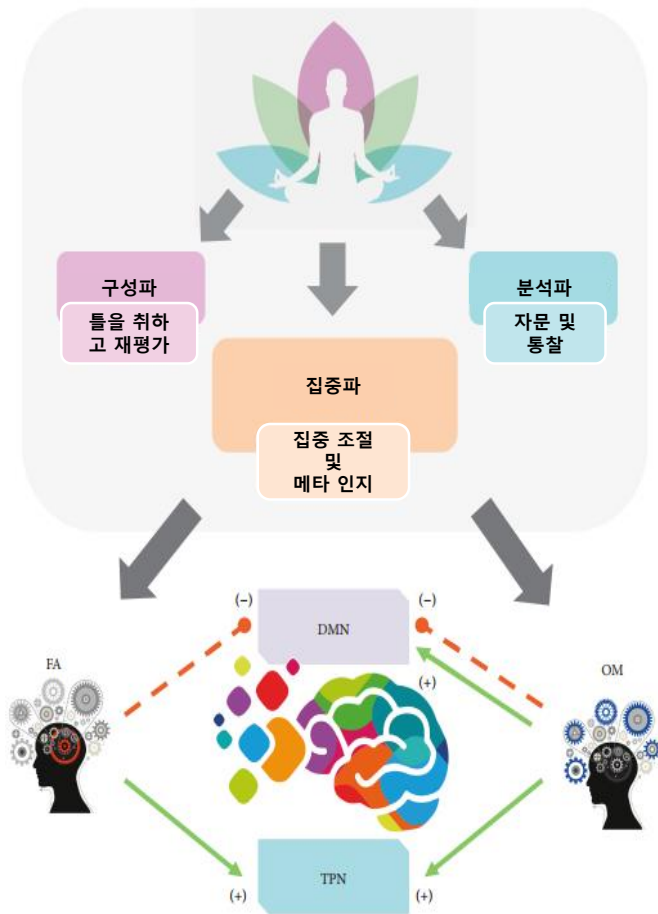 구성파
틀을 취하
고 재평가
분석파
자문 및
통찰
집중파
집중 조절
및
메타 인지
(−)
DMN
(−)
FA
(+)
OM
(+)
TPN
(+)